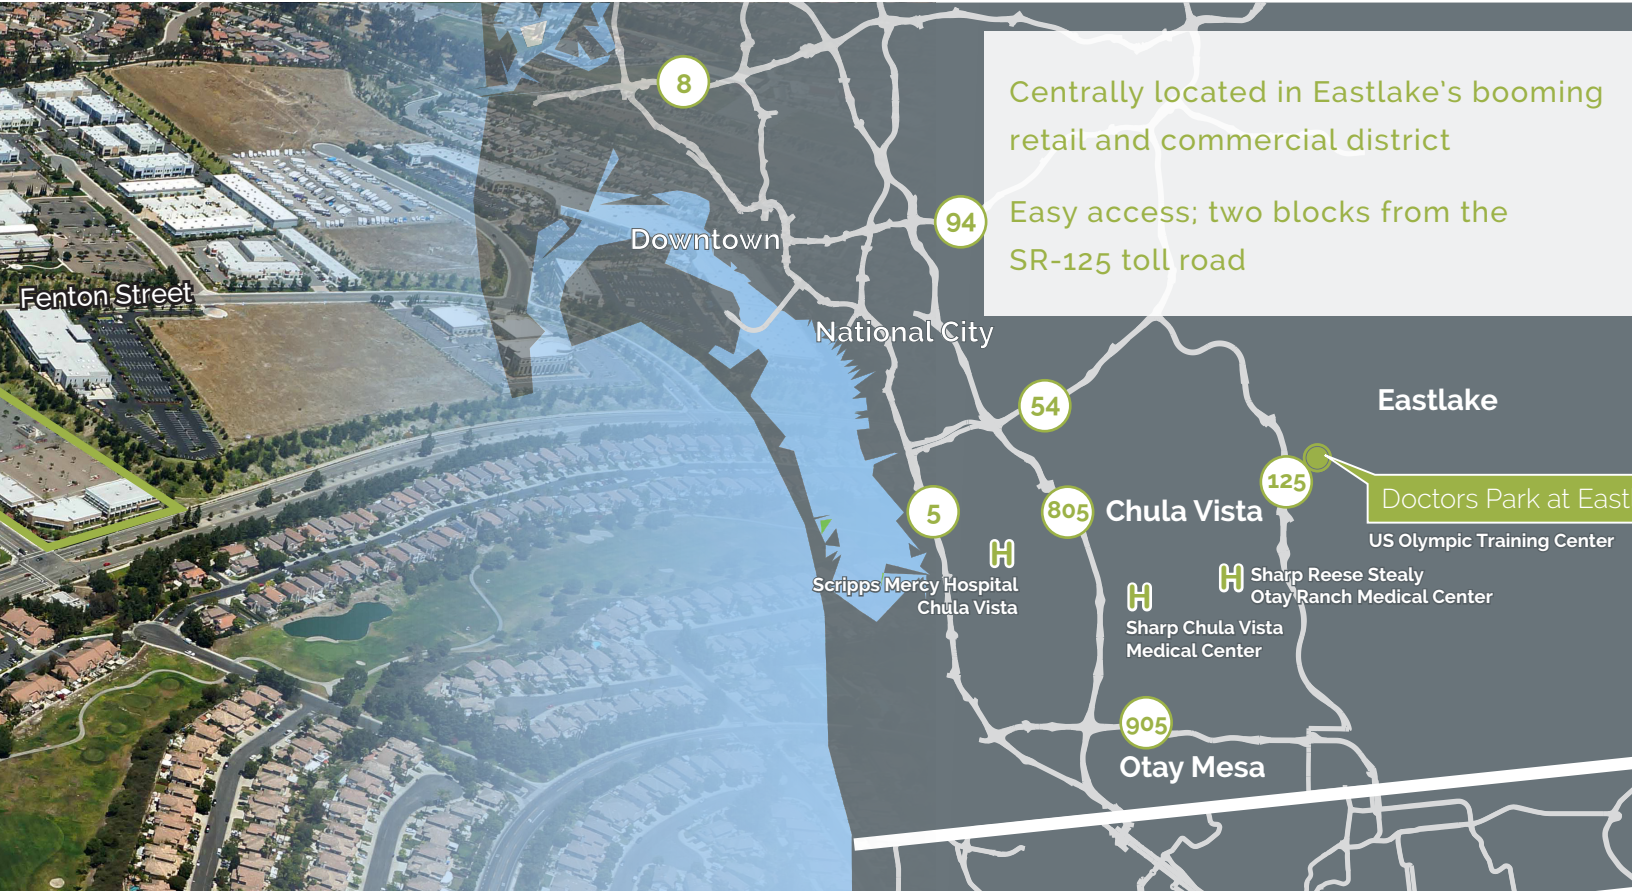 8
Centrally located in Eastlake's booming
retail and commercial district
94
Easy access; two blocks from the
SR-125 toll road
Downtown
Fenton Street
National City
54
Eastlake
125
Doctors Park at East
5
805
Chula Vista
US Olympic Training Center
H
Scripps Mercy Hospital
Chula Vista
H
Sharp Reese Stealy
Otay Ranch Medical Center
H
Sharp Chula Vista
Medical Center
905
Otay Mesa